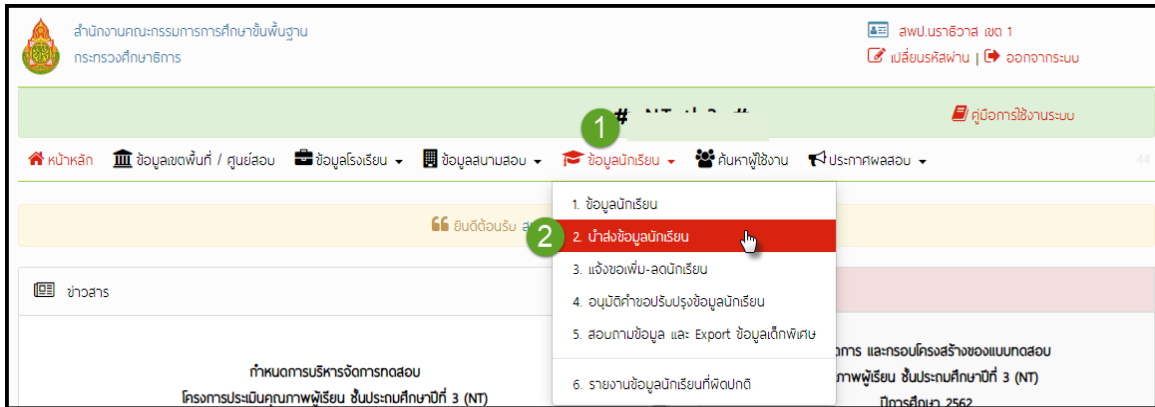 สำนักงานคณะกรรมการการศึกษาขั้นพื้นฐาน
กระทรวงศึกษาธิการ
สพป.นราธิวาส เขต 1
เปลี่ยนรหัสผ่าน | ออกจากระบบ
1
คู่มือการใช้งานระบบ
หน้าหลัก ข้อมูลเขตพื้นที่ / ศูนย์สอบ ข้อมูลโรงเรียน ข้อมูลสนามสอบ ข้อมูลนักเรียน ค้นหาผู้ใช้งาน ประกาศผลสอบ 44
ยินดีต้อนรับ
1. ข้อมูลนักเรียน
2 2. นำส่งข้อมูลนักเรียน
3. แจ้งขอเพิ่ม-ลดนักเรียน
4. อนุมัติคำขอปรับปรุงข้อมูลนักเรียน
5. สอบถามข้อมูล และ Export ข้อมูลเด็กพิเศษ
6. รายงานข้อมูลนักเรียนที่ผิดปกติ
ข่าวสาร
กำหนดการบริหารจัดการทดสอบ
โครงการประเมินคุณภาพผู้เรียน ชั้นประถมศึกษาปีที่ 3 (NT)
และกรอบโครงสร้างของแบบทดสอบ
ภาพผู้เรียน ชั้นประถมศึกษาปีที่ 3 (NT)
ปีการศึกษา 2562